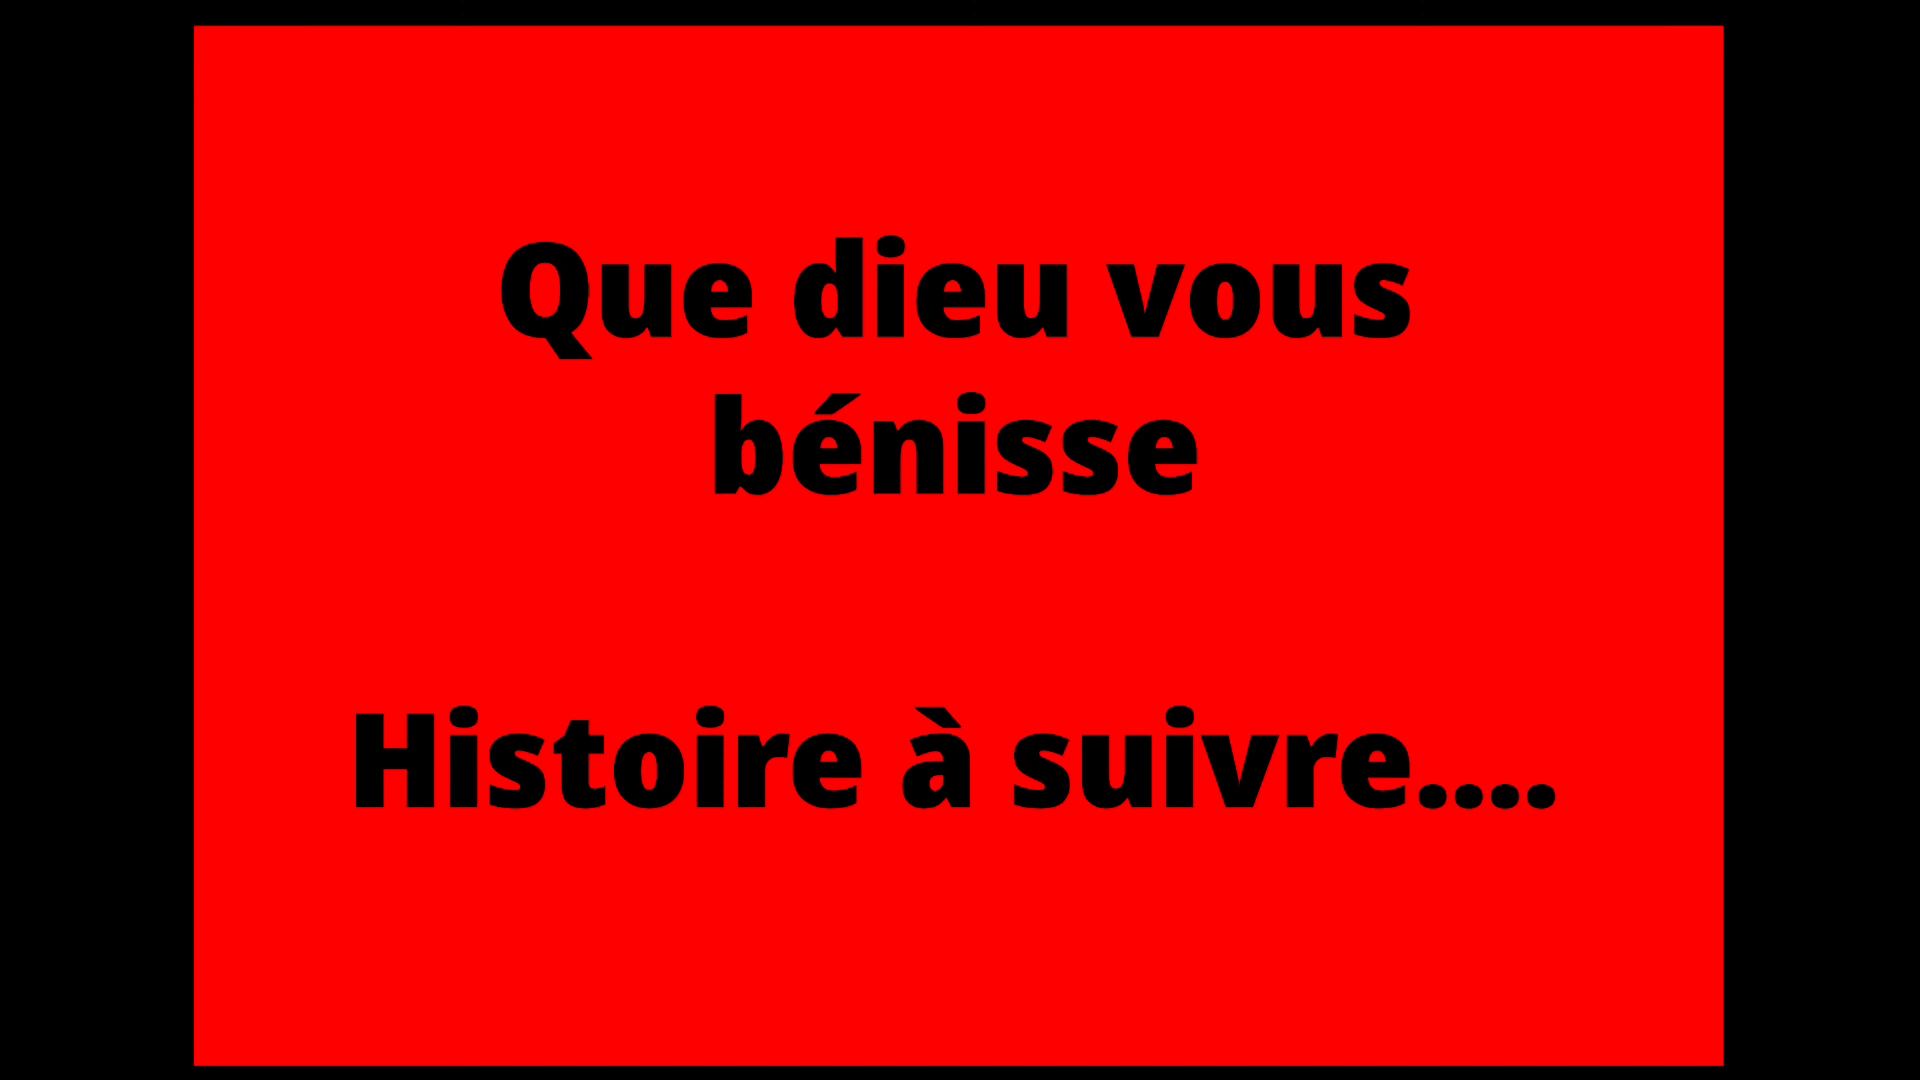 Que dieu vous
bénisse
Histoire à suivre....